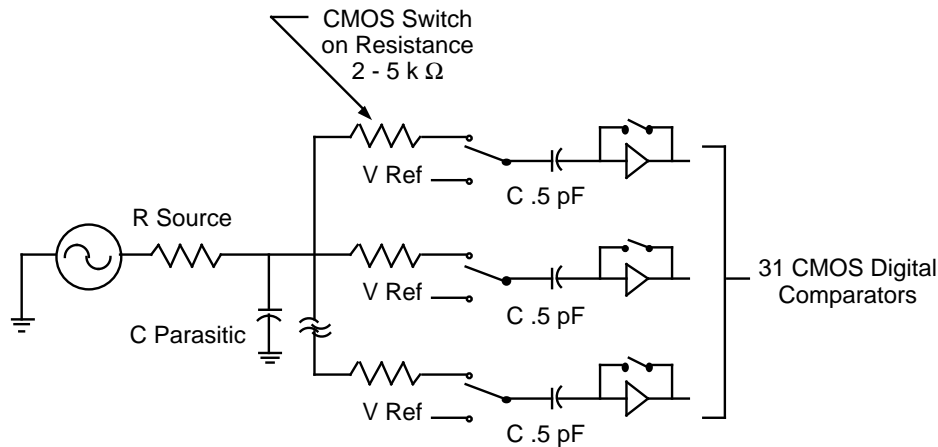 CMOS Switch
on Resistance
2 - 5 k Ω
V Ref
C .5 pF
R Source
V Ref
C .5 pF
31 CMOS Digital
Comparators
C Parasitic
V Ref
C .5 pF